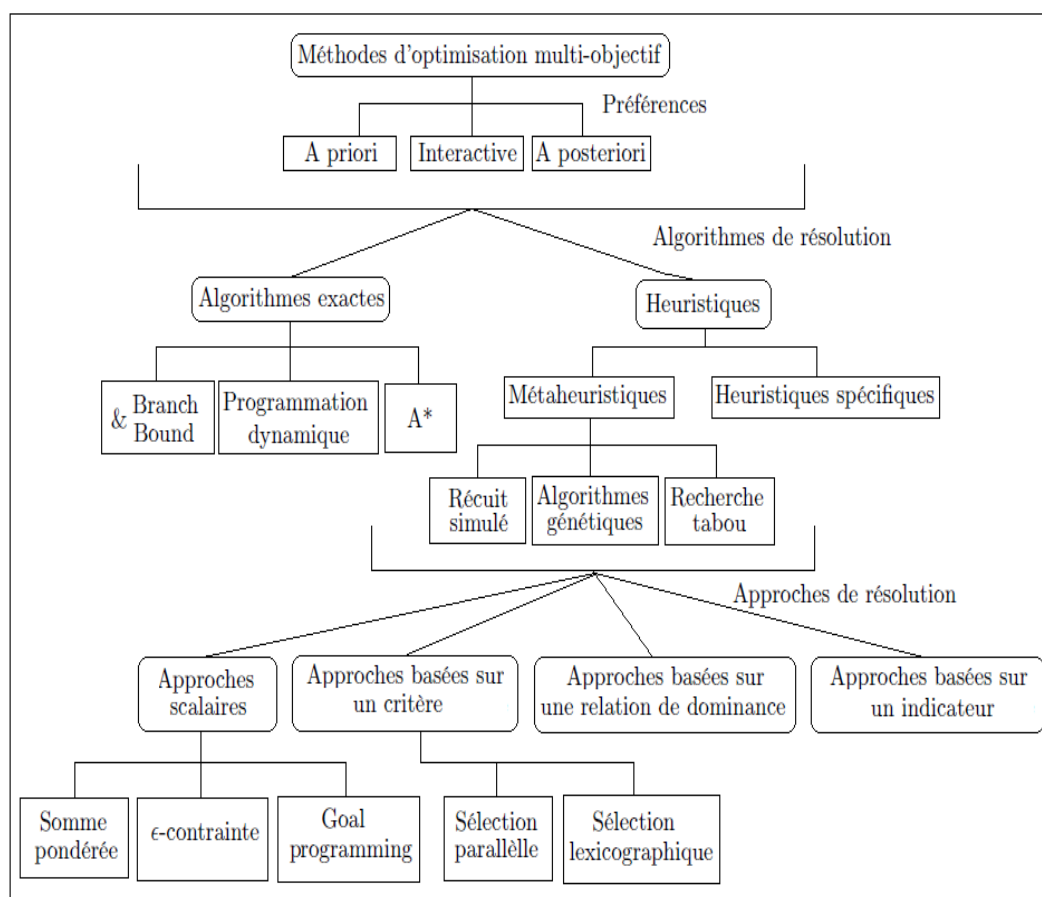 Méthodes d'optimisation multi-objectif
Préférences
A priori
Interactive
A posteriori
Algorithmes de résolution
Algorithmes exactes
Heuristiques
& Branch
Bound
Programmation
dynamique
A*
Métaheuristiques
Heuristiques spécifiques
Récuit
simulé
Algorithmes
génétiques
Recherche
tabou
Approches de résolution
Approches
scalaires
Approches basées sur
un critère
Approches basées sur
une relation de dominance
Approches basées sur
un indicateur
Somme
pondérée
ϵ-contrainte
Goal
programming
Sélection
parallèlle
Sélection
lexicographique